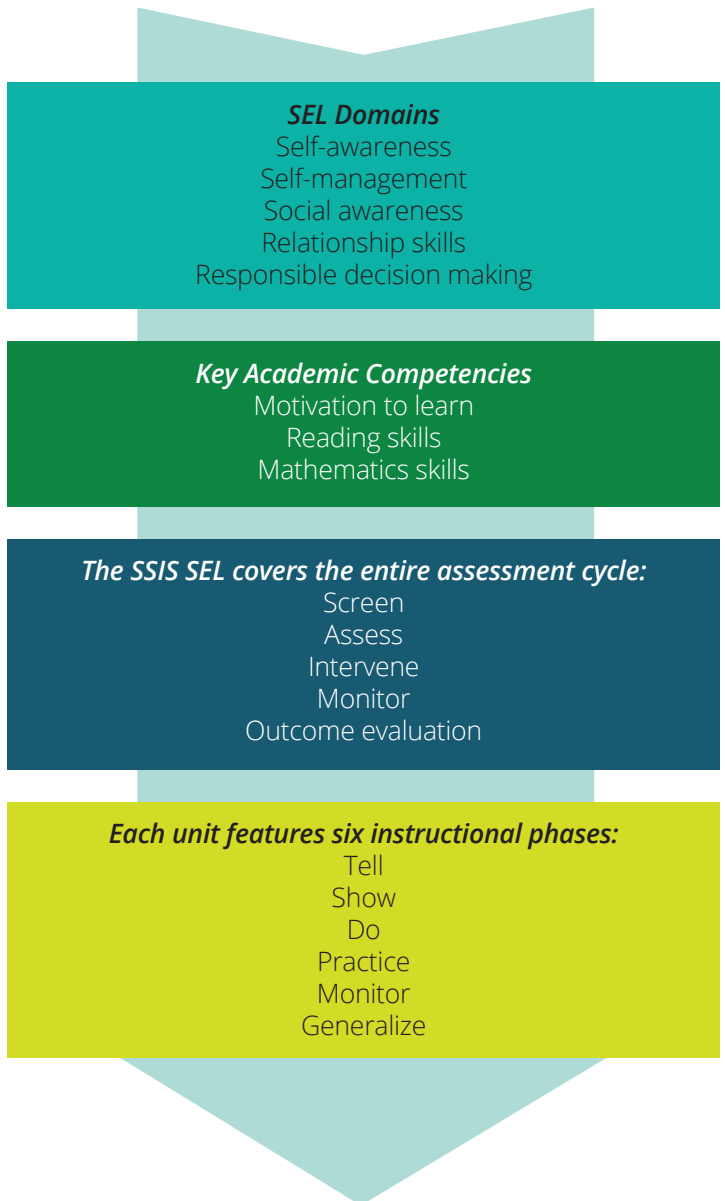 SEL Domains
Self-awareness
Self-management
Social awareness
Relationship skills
Responsible decision making
Key Academic Competencies
Motivation to learn
Reading skills
Mathematics skills
The SSIS SEL covers the entire assessment cycle:
Screen
Assess
Intervene
Monitor
Outcome evaluation
Each unit features six instructional phases:
Tell
Show
Do
Practice
Monitor
Generalize